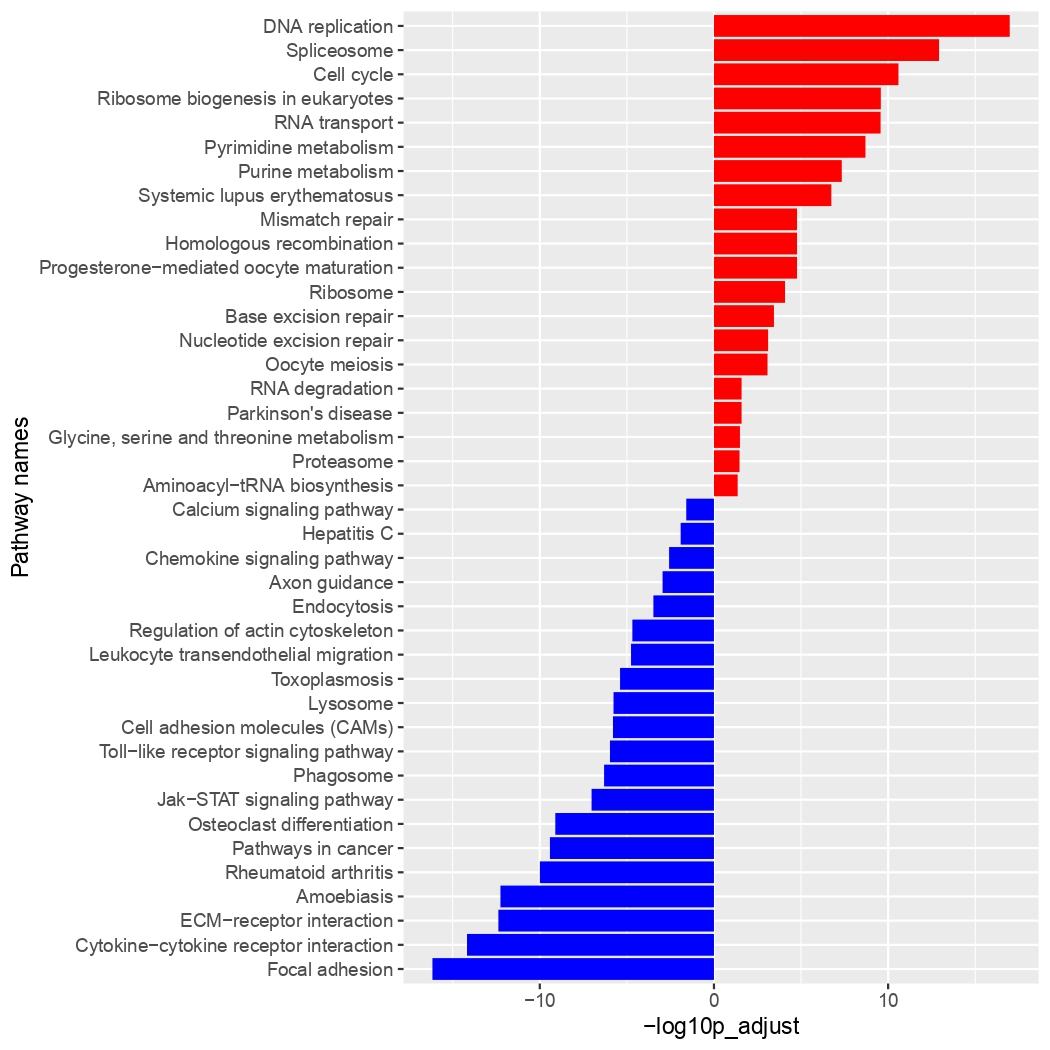 DNA replication
Spliceosome
Cell cycle
Ribosome biogenesis in eukaryotes
RNA transport
Pyrimidine metabolism
Purine metabolism
Systemic lupus erythematosus
Mismatch repair
Homologous recombination
Progesterone−mediated oocyte maturation
Ribosome
Base excision repair
Nucleotide excision repair
Oocyte meiosis
RNA degradation
Parkinson's disease
Glycine, serine and threonine metabolism
Proteasome
Aminoacyl−tRNA biosynthesis
Calcium signaling pathway
Hepatitis C
Chemokine signaling pathway
Axon guidance
Endocytosis
Regulation of actin cytoskeleton
Leukocyte transendothelial migration
Toxoplasmosis
Lysosome
Cell adhesion molecules (CAMs)
Toll−like receptor signaling pathway
Phagosome
Jak−STAT signaling pathway
Osteoclast differentiation
Pathways in cancer
Rheumatoid arthritis
Amoebiasis
ECM−receptor interaction
Cytokine−cytokine receptor interaction
Focal adhesion
Pathway names
−10 0 10
−log10p_adjust